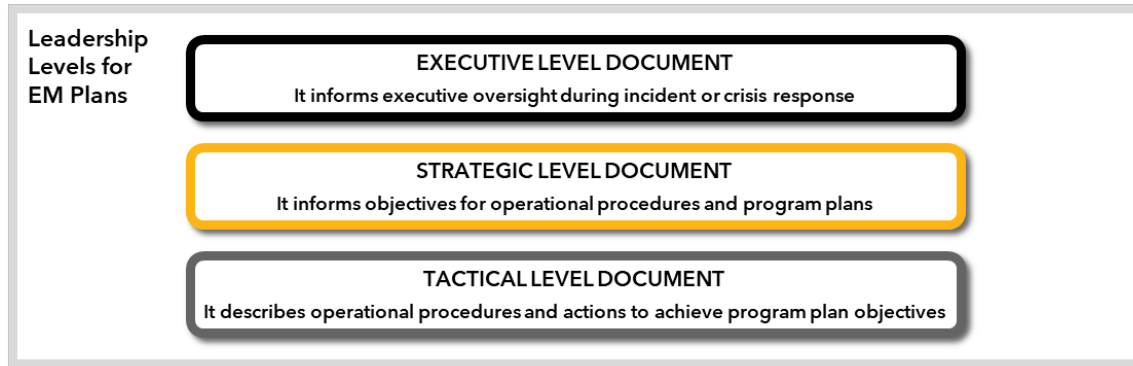 Leadership
Levels for
EM Plans
EXECUTIVE LEVEL DOCUMENT
It informs executive oversight during incident or crisis response
STRATEGIC LEVEL DOCUMENT
It informs objectives for operational procedures and program plans
TACTICAL LEVEL DOCUMENT
It describes operational procedures and actions to achieve program plan objectives